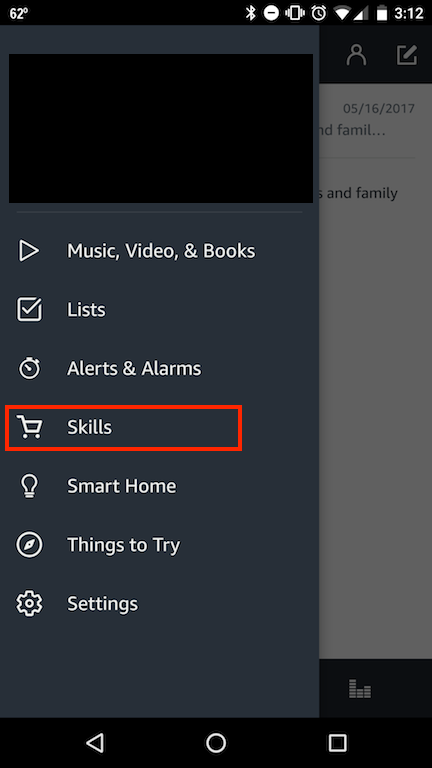 62°
3:12
05/16/2017
nd famil...
s and family
Music, Video, & Books
Lists
Alerts & Alarms
Skills
Smart Home
Things to Try
Settings